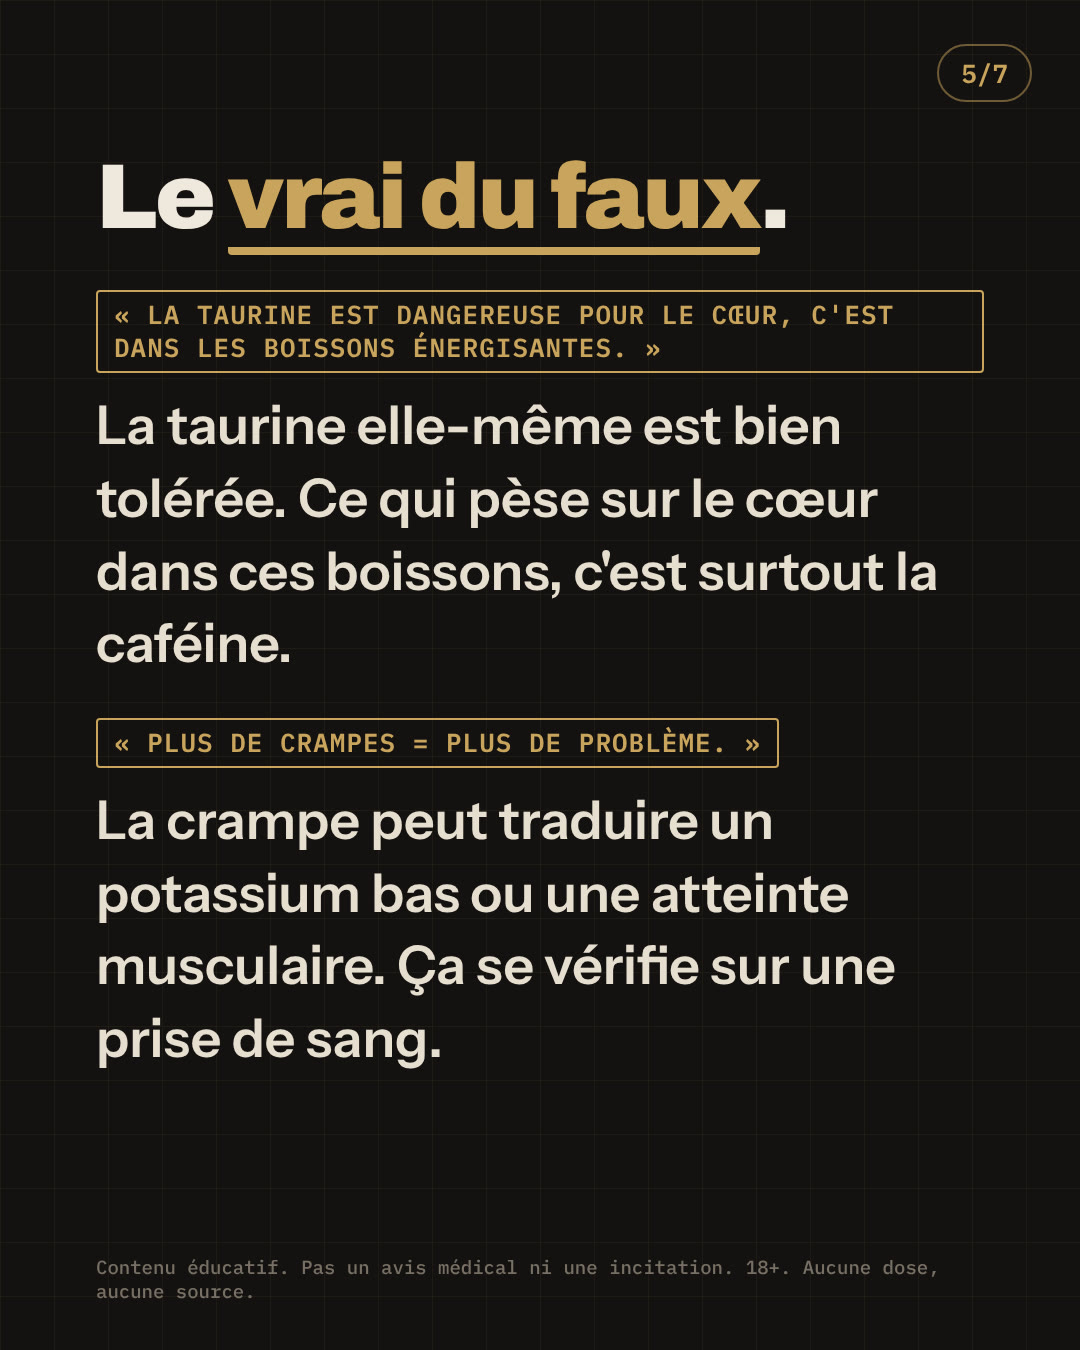 5/7
Le vrai du faux.
« LA TAURINE EST DANGEREUSE POUR LE CŒUR, C'EST
DANS LES BOISSONS ÉNERGISANTES. »
La taurine elle-même est bien
tolérée. Ce qui pèse sur le cœur
dans ces boissons, c'est surtout la
caféine.
« PLUS DE CRAMPES = PLUS DE PROBLÈME. »
La crampe peut traduire un
potassium bas ou une atteinte
musculaire. Ça se vérifie sur une
prise de sang.
Contenu éducatif. Pas un avis médical ni une incitation. 18+. Aucune dose,
aucune source.